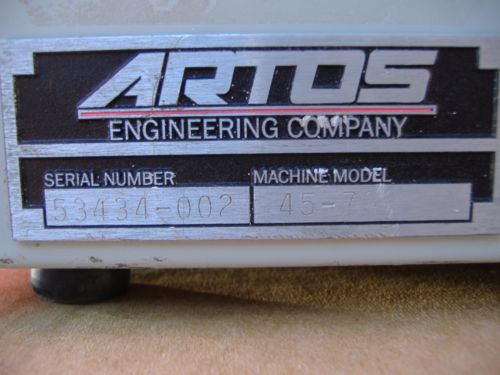 ARTOS
ENGINEERING COMPANY
SERIAL NUMBER MACHINE MODEL
53434-002 45-7